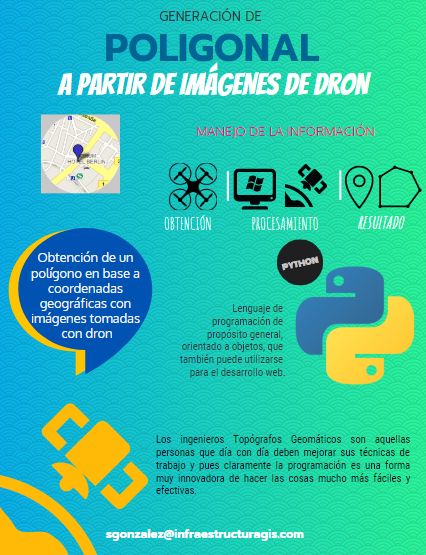 GENERACIÓN DE
POLIGONAL
A PARTIR DE IMÁGENES DE DRON
MANEJO DE LA INFORMACIÓN
HOTEL BERLIN
OBTENCIÓN
PROCESAMIENTO
RESULTADO
Obtención de un
polígono en base a
coordenadas
geográficas con
imágenes tomadas
con dron
PYTHON
Lenguaje de
programación de
propósito general,
orientado a objetos, que
también puede utilizarse
para el desarrollo web.
Los ingenieros Topógrafos Geomáticos son aquellas
personas que día con día deben mejorar sus técnicas de
trabajo y pues claramente la programación es una forma
muy innovadora de hacer las cosas mucho más fáciles y
efectivas.
sgonzalez@infraestructuragis.com